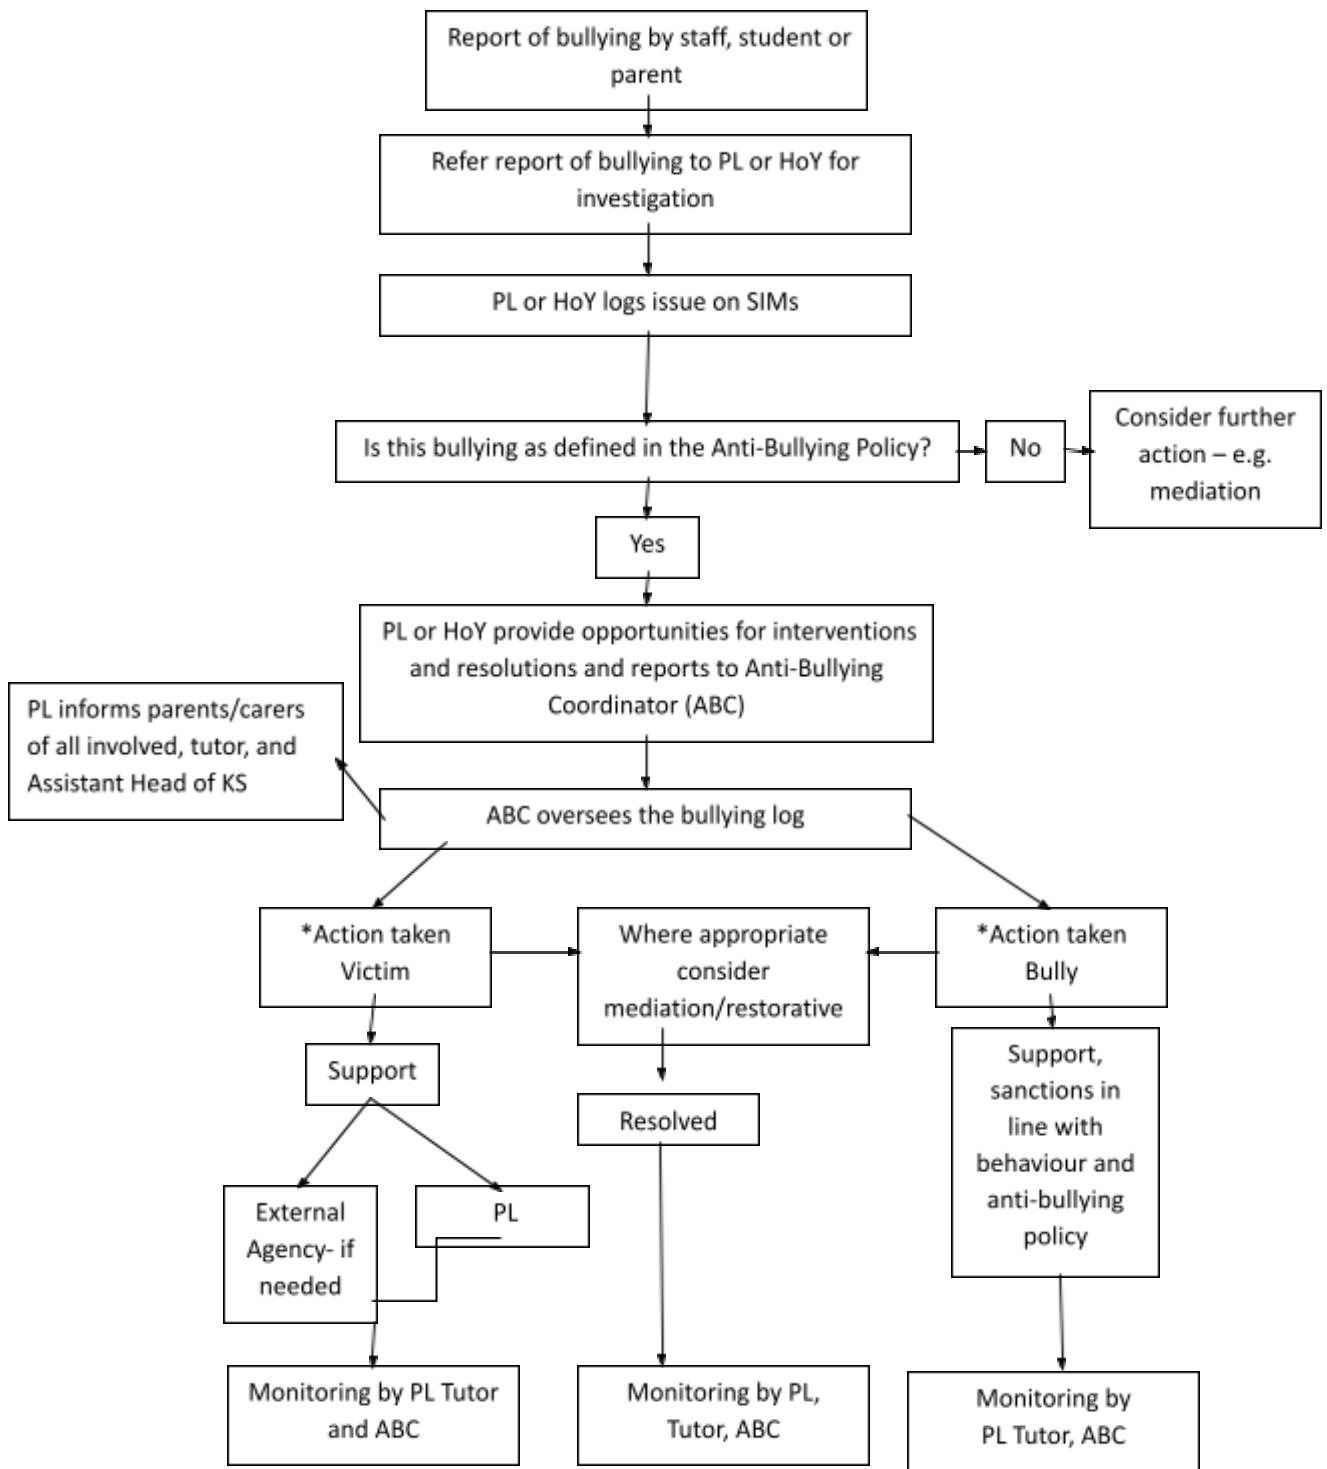 Report of bullying by staff, student or
parent
Refer report of bullying to PL or HoY for
investigation
PL or HoY logs issue on SIMs
Is this bullying as defined in the Anti-Bullying Policy?
No
Consider further
action – e.g.
mediation
Yes
PL or HoY provide opportunities for interventions
and resolutions and reports to Anti-Bullying
Coordinator (ABC)
PL informs parents/carers
of all involved, tutor, and
Assistant Head of KS
ABC oversees the bullying log
*Action taken
Victim
Where appropriate
consider
mediation/restorative
*Action taken
Bully
Support
Resolved
Support,
sanctions in
line with
behaviour and
anti-bullying
policy
External
Agency- if
needed
PL
Monitoring by PL Tutor
and ABC
Monitoring by PL,
Tutor, ABC
Monitoring by
PL Tutor, ABC